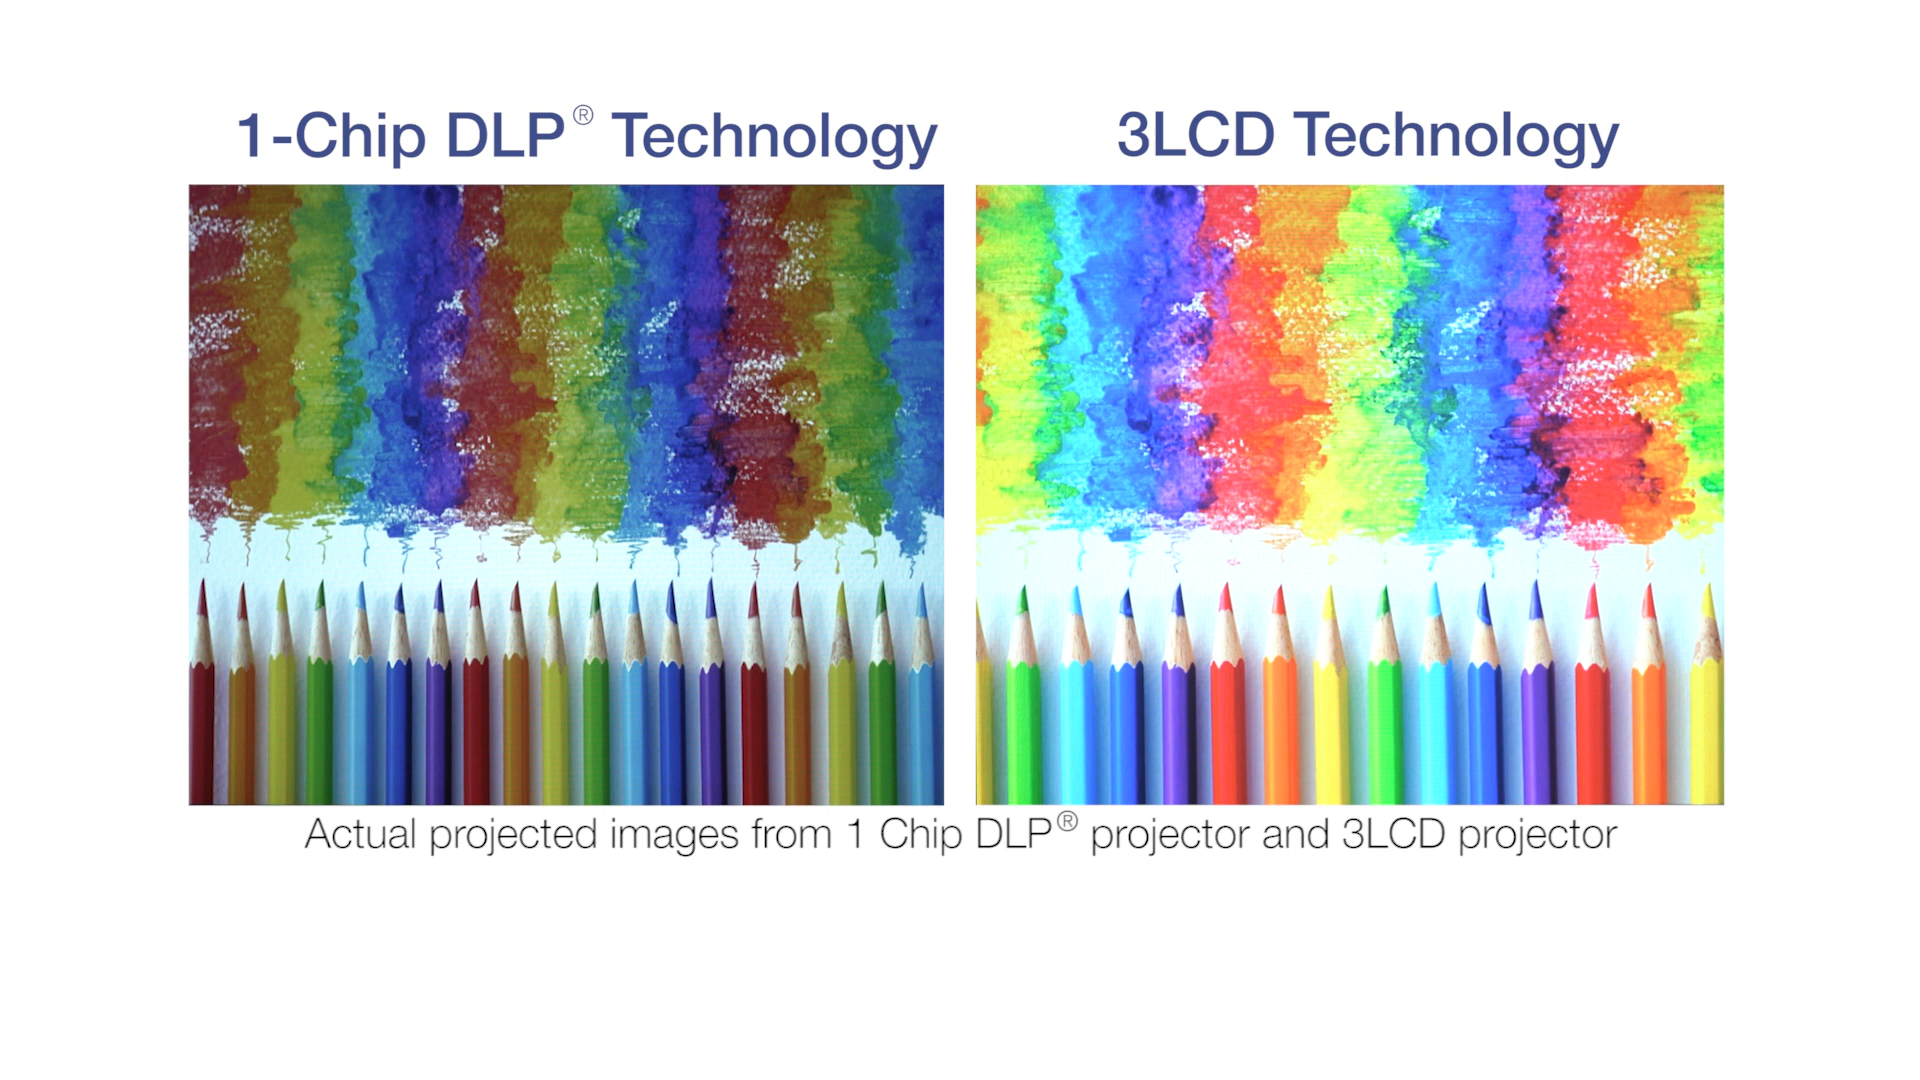 1-Chip DLP® Technology
3LCD Technology
Actual projected images from 1 Chip DLP® projector and 3LCD projector